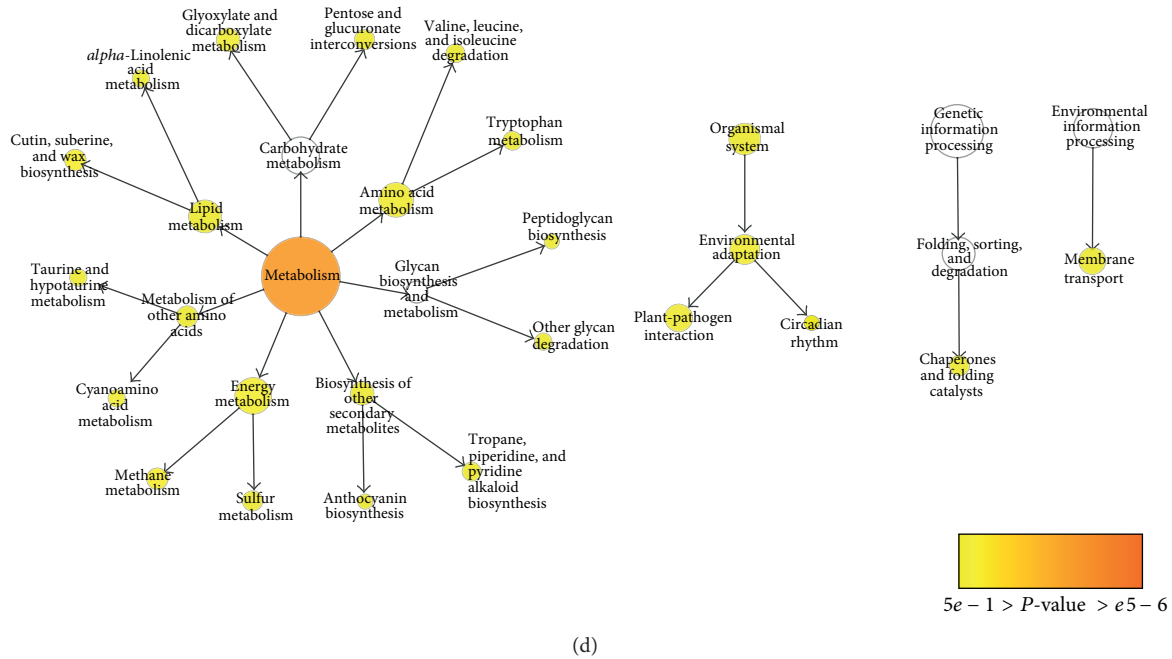 Glyoxylate and
dicarboxylate
metabolism
Pentose and
glucuronate
interconversions
Valine, leucine,
and isoleucine
degradation
alpha-Linolenic
acid
metabolism
Tryptophan
metabolism
Cutin, suberine,
and wax
biosynthesis
Carbohydrate
metabolism
Amino acid
metabolism
Lipid
metabolism
Peptidoglycan
biosynthesis
Metabolism
Glycan
biosynthesis
and
metabolism
Taurine and
hypotaurine
metabolism
Metabolism of
other amino
acids
Other glycan
degradation
Cyanoamino
acid
metabolism
Energy
metabolism
Biosynthesis of
other
secondary
metabolites
Tropane,
piperidine, and
pyridine
alkaloid
biosynthesis
Methane
metabolism
Sulfur
metabolism
Anthocyanin
biosynthesis
Organismal
system
Environmental
adaptation
Plant-pathogen
interaction
Circadian
rhythm
Genetic
information
processing
Folding, sorting,
and
degradation
Chaperones
and folding
catalysts
Environmental
information
processing
Membrane
transport
5e − 1 > P-value > e5 − 6
(d)